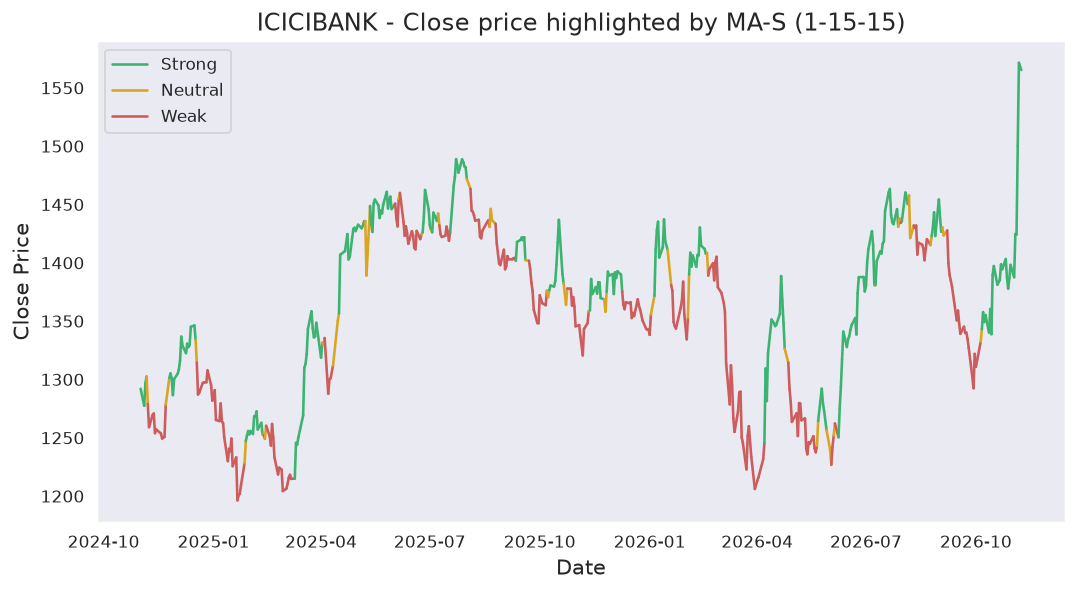 ICICIBANK - Close price highlighted by MA-S (1-15-15)
Strong
Neutral
Weak
Close Price
1550
1500
1450
1400
1350
1300
1250
1200
2024-10 2025-01 2025-04 2025-07 2025-10 2026-01 2026-04 2026-07 2026-10
Date